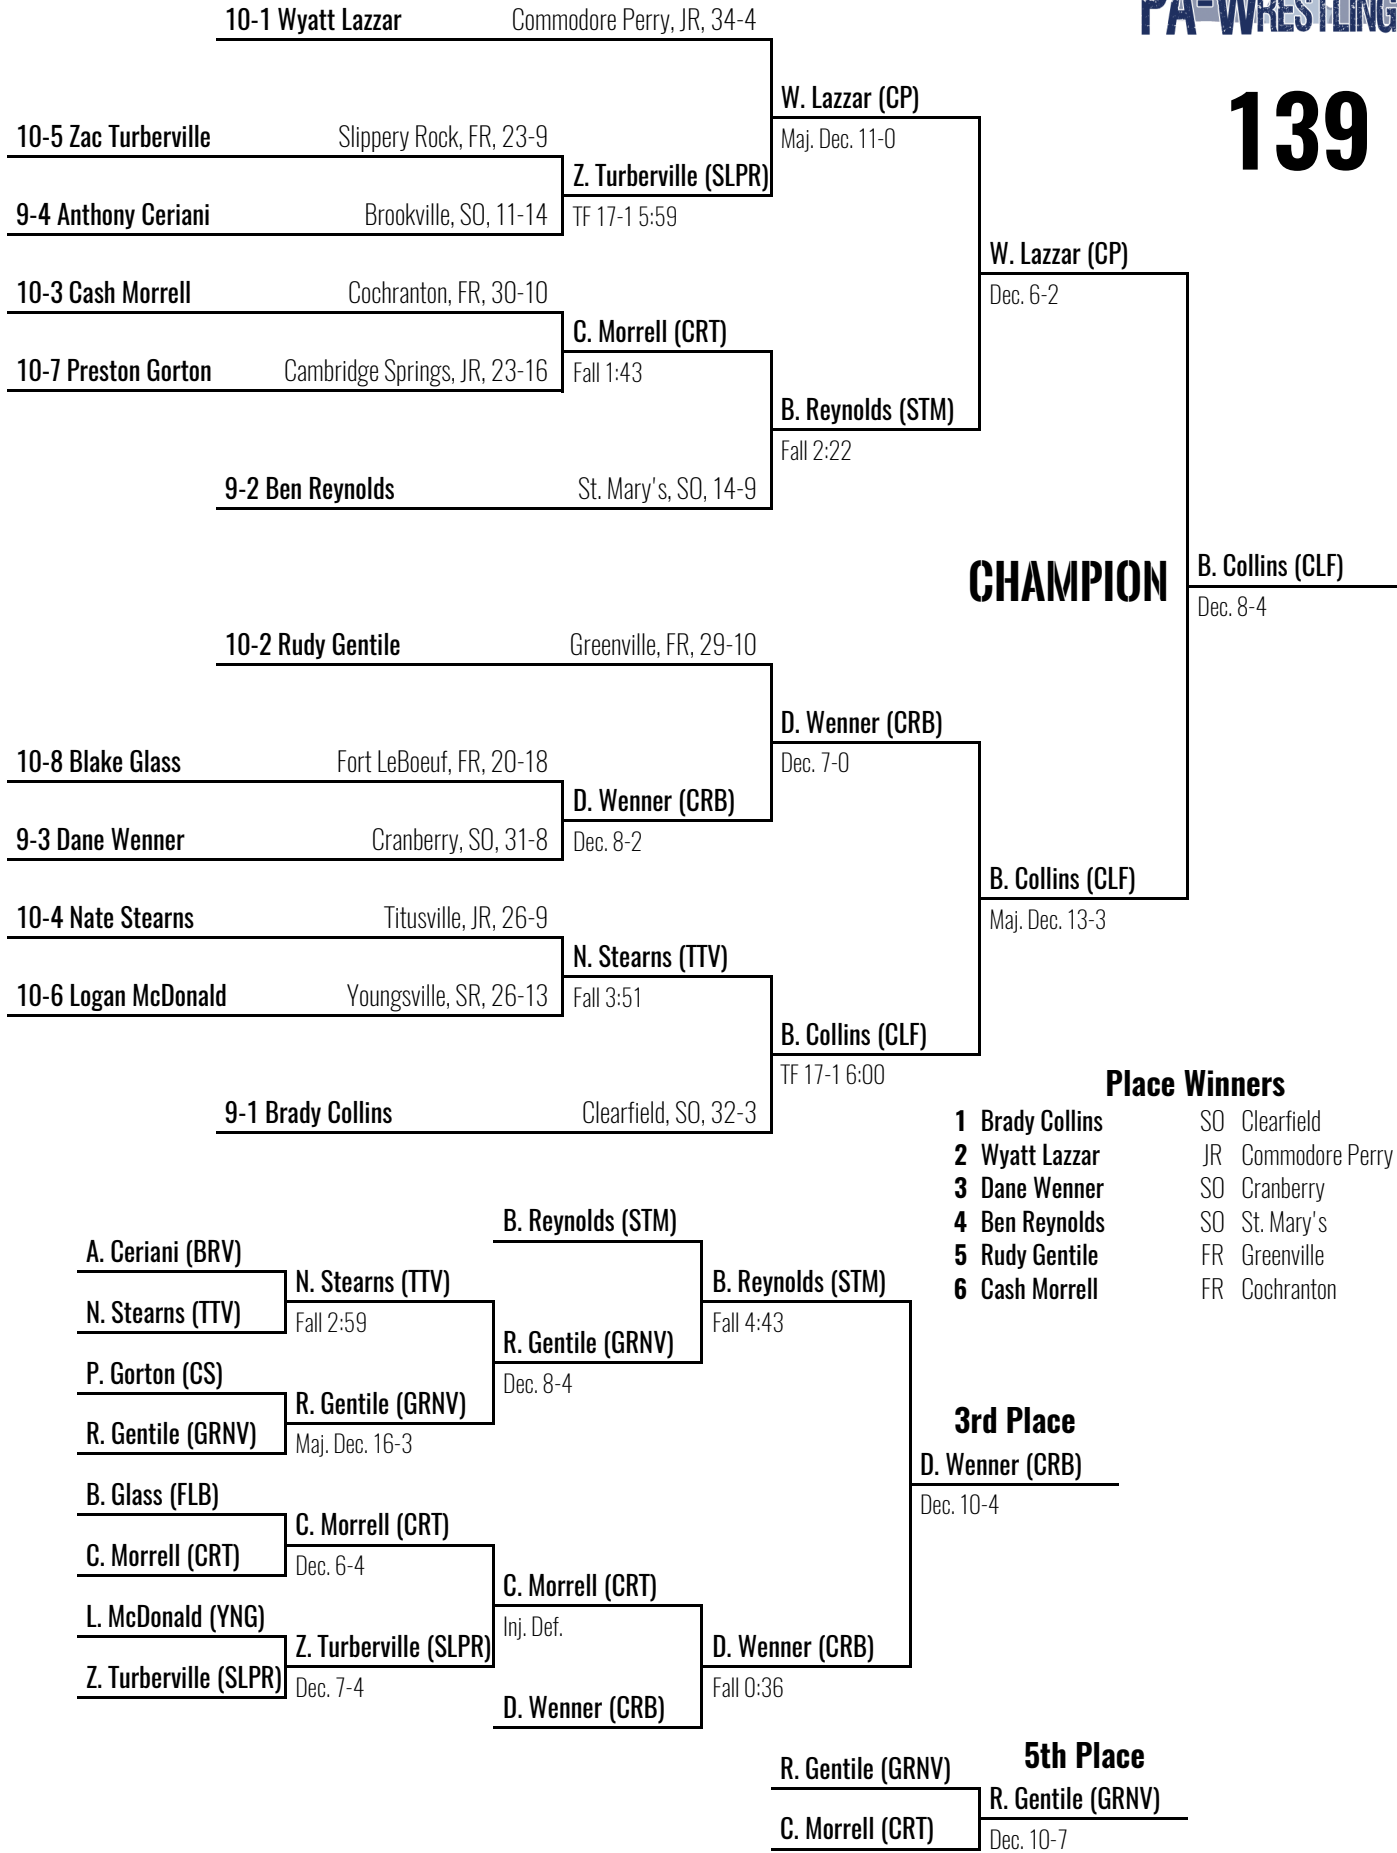 PA-WRESTLING
139
10-1 Wyatt Lazzar Commodore Perry, JR, 34-4
W. Lazzar (CP)
Maj. Dec. 11-0
10-5 Zac Turberville Slippery Rock, FR, 23-9
Z. Turberville (SLPR)
TF 17-1 5:59
9-4 Anthony Ceriani Brookville, SO, 11-14
W. Lazzar (CP)
Dec. 6-2
10-3 Cash Morrell Cochranton, FR, 30-10
C. Morrell (CRT)
Fall 1:43
10-7 Preston Gorton Cambridge Springs, JR, 23-16
B. Reynolds (STM)
Fall 2:22
9-2 Ben Reynolds St. Mary's, SO, 14-9
CHAMPION
B. Collins (CLF)
Dec. 8-4
10-2 Rudy Gentile Greenville, FR, 29-10
D. Wenner (CRB)
Dec. 7-0
10-8 Blake Glass Fort LeBoeuf, FR, 20-18
D. Wenner (CRB)
Dec. 8-2
9-3 Dane Wenner Cranberry, SO, 31-8
B. Collins (CLF)
Maj. Dec. 13-3
10-4 Nate Stearns Titusville, JR, 26-9
N. Stearns (TTV)
Fall 3:51
10-6 Logan McDonald Youngsville, SR, 26-13
B. Collins (CLF)
TF 17-1 6:00
9-1 Brady Collins Clearfield, SO, 32-3
Place Winners
1 Brady Collins SO Clearfield
2 Wyatt Lazzar JR Commodore Perry
3 Dane Wenner SO Cranberry
4 Ben Reynolds SO St. Mary's
5 Rudy Gentile FR Greenville
6 Cash Morrell FR Cochranton
A. Ceriani (BRV)
N. Stearns (TTV)
N. Stearns (TTV)
Fall 2:59
P. Gorton (CS)
R. Gentile (GRNV)
R. Gentile (GRNV)
Maj. Dec. 16-3
B. Glass (FLB)
C. Morrell (CRT)
C. Morrell (CRT)
Dec. 6-4
L. McDonald (YNG)
Z. Turberville (SLPR)
Z. Turberville (SLPR)
Dec. 7-4
B. Reynolds (STM)
R. Gentile (GRNV)
Dec. 8-4
C. Morrell (CRT)
Inj. Def.
D. Wenner (CRB)
B. Reynolds (STM)
Fall 4:43
D. Wenner (CRB)
Fall 0:36
3rd Place
D. Wenner (CRB)
Dec. 10-4
5th Place
R. Gentile (GRNV)
C. Morrell (CRT)
R. Gentile (GRNV)
Dec. 10-7